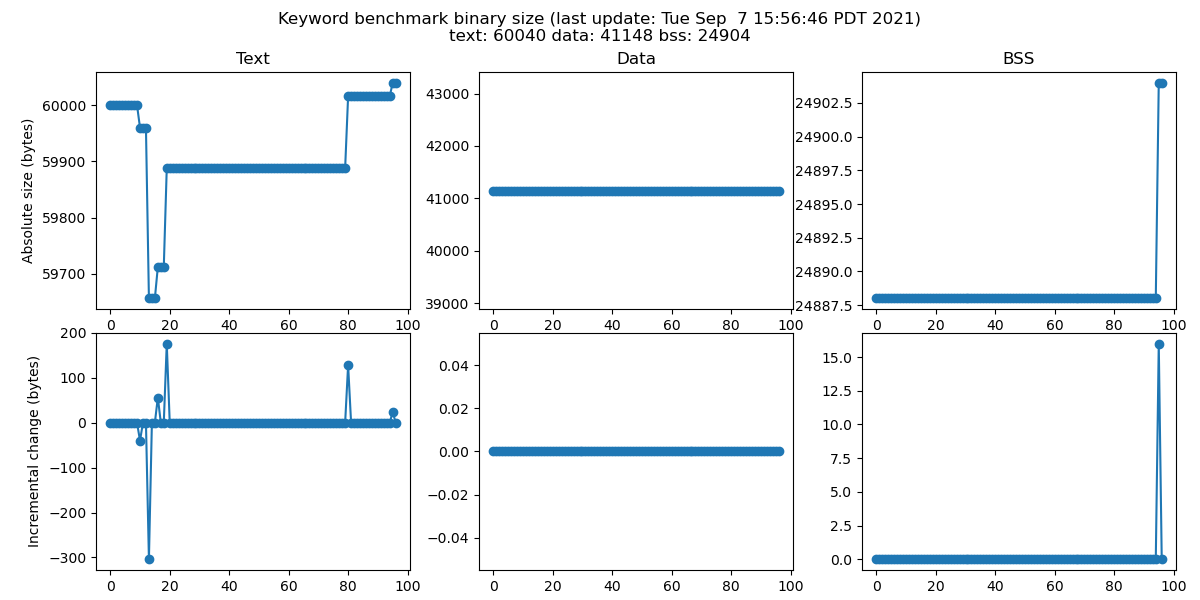 Keyword benchmark binary size (last update: Tue Sep  7 15:56:46 PDT 2021)
text: 60040 data: 41148 bss: 24904
Text
Data
BSS
Absolute size (bytes)
60000
59900
59800
59700
0 20 40 60 80 100
43000
42000
41000
40000
39000
0 20 40 60 80 100
24902.5
24900.0
24897.5
24895.0
24892.5
24890.0
24887.5
0 20 40 60 80 100
Incremental change (bytes)
200
100
0
−100
−200
−300
0 20 40 60 80 100
0.04
0.02
0.00
−0.02
−0.04
0 20 40 60 80 100
15.0
12.5
10.0
7.5
5.0
2.5
0.0
0 20 40 60 80 100